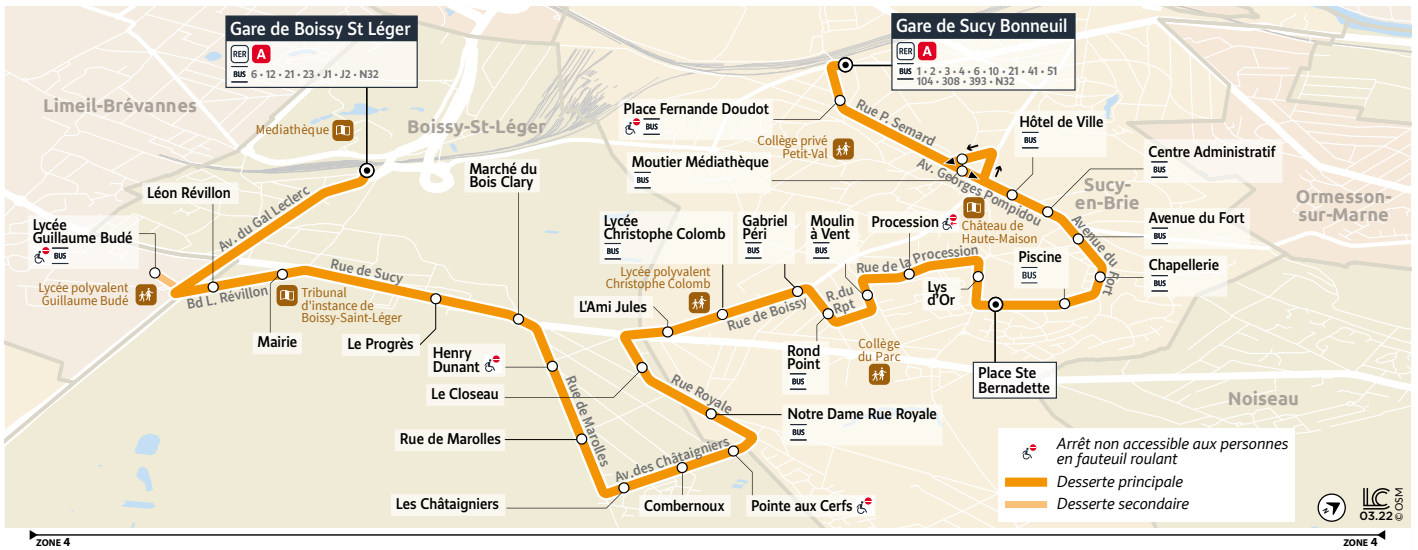 Gare de Boissy St Léger
RER A
BUS 6 • 12 • 21 • 23 • J1 • J2 • N32
Gare de Sucy Bonneuil
RER A
BUS 1 • 2 • 3 • 4 • 6 • 10 • 21 • 41 • 51
104 • 308 • 393 • N32
Limeil-Brévannes
Mediathèque
Boissy-St-Léger
Place Fernande Doudot
BUS
Rue P. Semard
Collège privé
Petit-Val
Hôtel de Ville
BUS
Moutier Médiathèque
BUS
Av. Georges Pompidou
Centre Administratif
BUS
Sucy-
en-Brie
Ormesson-
sur-Marne
Marché du
Bois Clary
Léon Révillon
Av. du Gal Leclerc
Lycée
Guillaume Budé
BUS
Lycée polyvalent
Guillaume Budé
Bd L. Révillon
Rue de Sucy
Tribunal
d'instance de
Boissy-Saint-Léger
Mairie
Le Progrès
Lycée
Christophe Colomb
BUS
Lycée polyvalent
Christophe Colomb
Gabriel
Péri
BUS
Moulin
à Vent
BUS
Procession
Château de
Haute-Maison
Rue de la Procession
Avenue du Fort
Avenue du Fort
BUS
Piscine
BUS
Chapellerie
BUS
Lys
d'Or
L'Ami Jules
Rue de Boissy
R. du
Rpt
Henry
Dunant
Le Closeau
Rond
Point
BUS
Collège
du Parc
Place Ste
Bernadette
Rue Royale
Notre Dame Rue Royale
BUS
Noiseau
Rue de Marolles
Rue de Marolles
Av. des Châtaigniers
Les Châtaigniers
Combernoux
Pointe aux Cerfs
Arrêt non accessible aux personnes
en fauteuil roulant
Desserte principale
Desserte secondaire
LC
03.22 © OSM
ZONE 4
ZONE 4